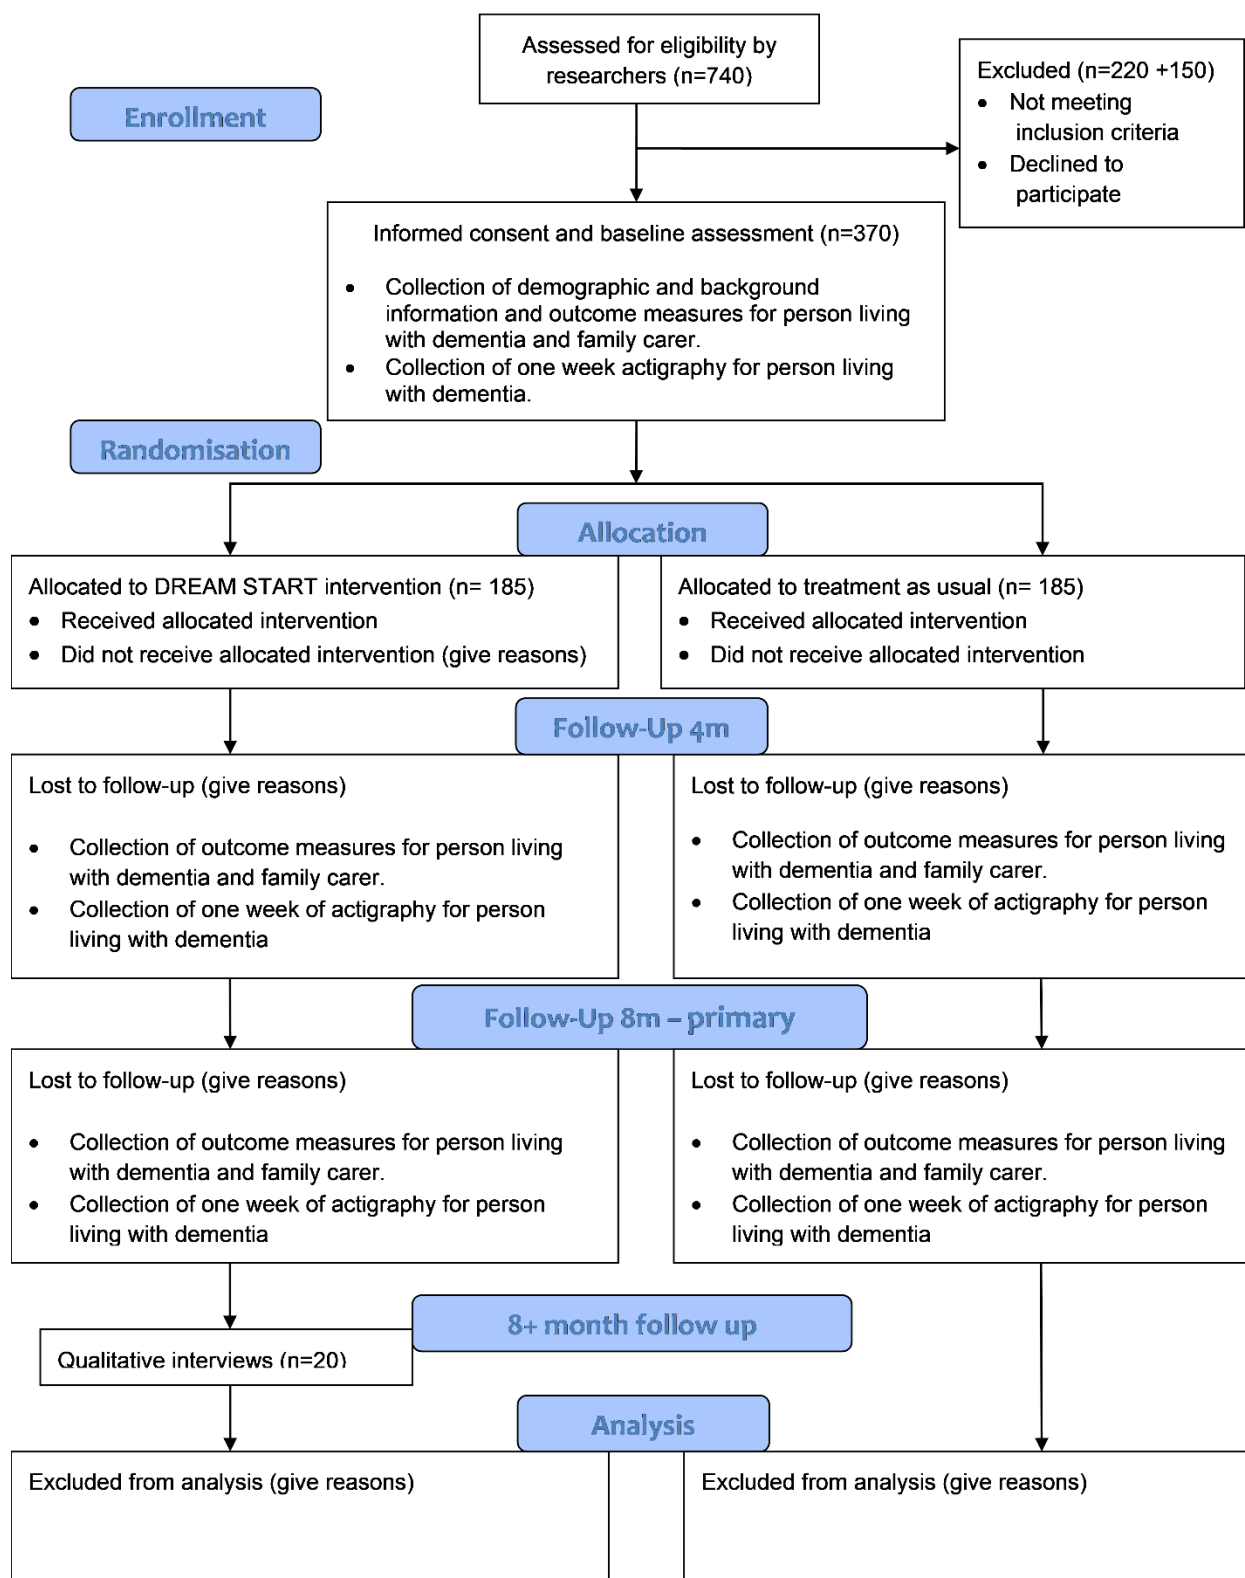 Assessed for eligibility by
researchers (n=740)
Excluded (n=220 +150)
• Not meeting
inclusion criteria
• Declined to
participate
Enrollment
Informed consent and baseline assessment (n=370)
• Collection of demographic and background
information and outcome measures for person living
with dementia and family carer.
• Collection of one week actigraphy for person living
with dementia.
Randomisation
Allocation
Allocated to DREAM START intervention (n= 185)
• Received allocated intervention
• Did not receive allocated intervention (give reasons)
Allocated to treatment as usual (n= 185)
• Received allocated intervention
• Did not receive allocated intervention
Follow-Up 4m
Lost to follow-up (give reasons)
• Collection of outcome measures for person living
with dementia and family carer.
• Collection of one week of actigraphy for person
living with dementia
Lost to follow-up (give reasons)
• Collection of outcome measures for person living
with dementia and family carer.
• Collection of one week of actigraphy for person
living with dementia
Follow-Up 8m – primary
Lost to follow-up (give reasons)
• Collection of outcome measures for person living
with dementia and family carer.
• Collection of one week of actigraphy for person
living with dementia
Lost to follow-up (give reasons)
• Collection of outcome measures for person living
with dementia and family carer.
• Collection of one week of actigraphy for person
living with dementia
8+ month follow up
Qualitative interviews (n=20)
Analysis
Excluded from analysis (give reasons)
Excluded from analysis (give reasons)